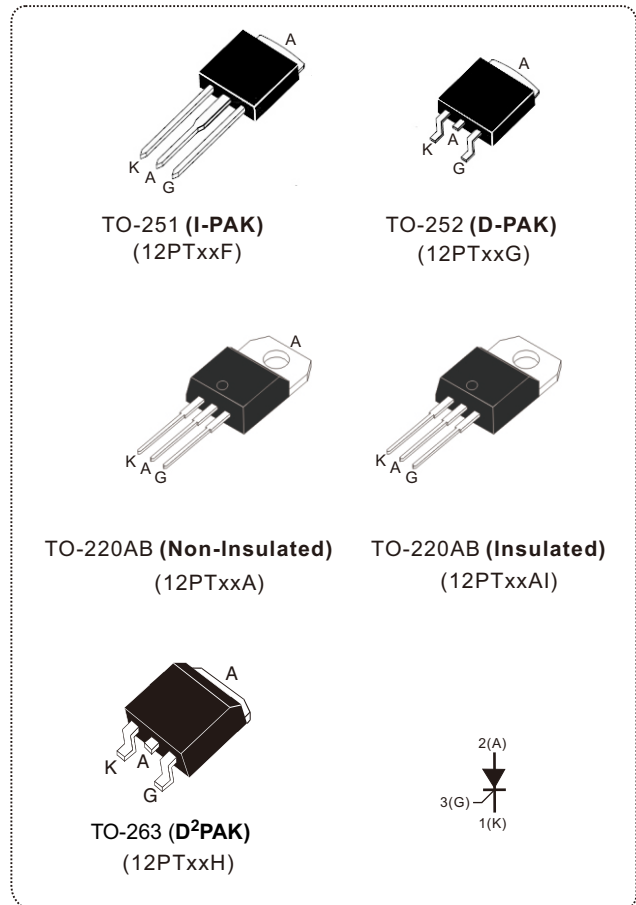 A
K
A
G
TO-251 (I-PAK)
(12PTxxF)
A
K
A
G
TO-252 (D-PAK)
(12PTxxG)
A
K
A
G
TO-220AB (Non-Insulated)
(12PTxxA)
K
A
G
TO-220AB (Insulated)
(12PTxxAI)
A
K
A
G
TO-263 (D²PAK)
(12PTxxH)
2(A)
3(G)
1(K)